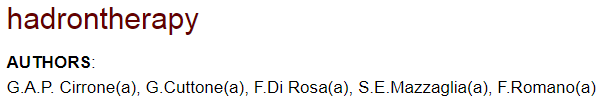 hadrontherapy
AUTHORS:
G.A.P. Cirrone(a), G.Cuttone(a), F.Di Rosa(a), S.E.Mazzaglia(a), F.Romano(a)